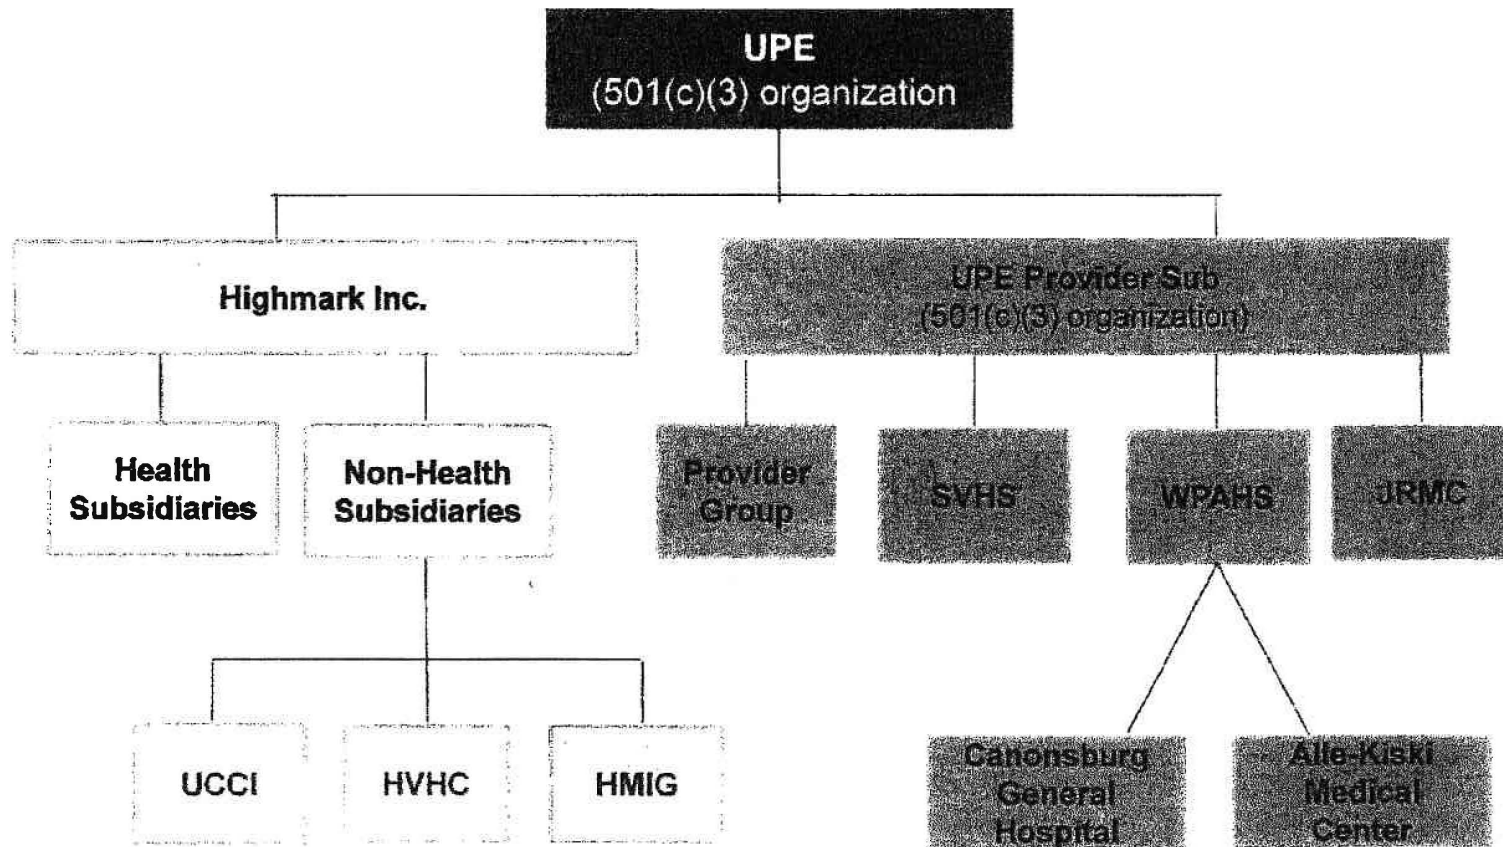 UPE
(501(c)(3) organization
Highmark Inc.
UPE Provider Sub
(501(c)(3) organization)
Health
Subsidiaries
Non-Health
Subsidiaries
Provider
Group
SVHS
WPAHS
JRMC
UCCI
HVHC
HMIG
Canonsburg
General
Hospital
Alle-Kiski
Medical
Center